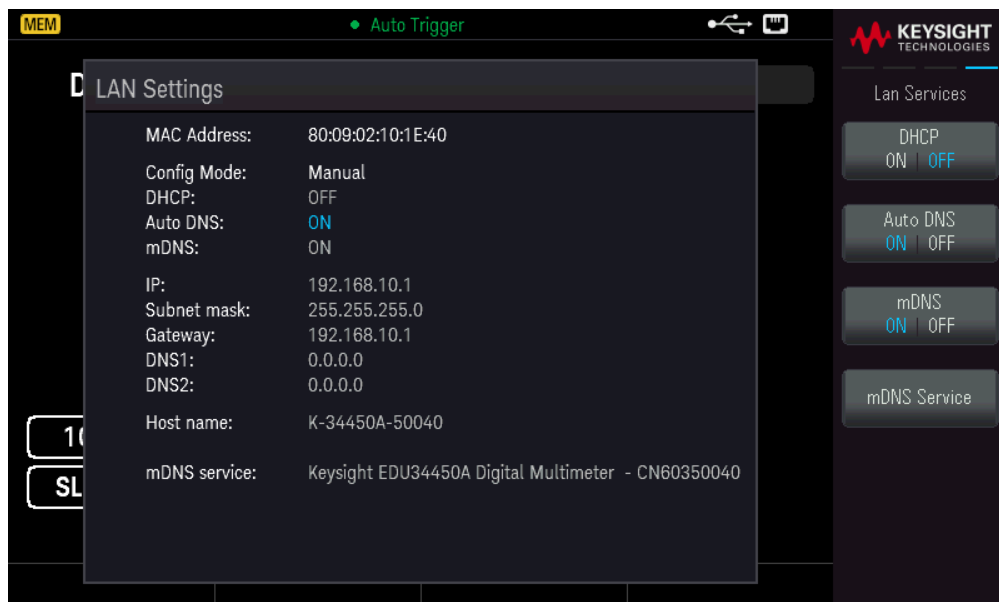 MEM
Auto Trigger
KEYSIGHT
TECHNOLOGIES
D
LAN Settings
MAC Address: 80:09:02:10:1E:40
Config Mode: Manual
DHCP: OFF
Auto DNS: ON
mDNS: ON
IP: 192.168.10.1
Subnet mask: 255.255.255.0
Gateway: 192.168.10.1
DNS1: 0.0.0.0
DNS2: 0.0.0.0
Host name: K-34450A-50040
mDNS service: Keysight EDU34450A Digital Multimeter - CN60350040
10
SL
Lan Services
DHCP
ON | OFF
Auto DNS
ON | OFF
mDNS
ON | OFF
mDNS Service